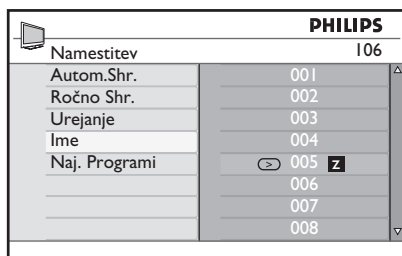 PHILIPS
Namestitev 106
Autom.Shr. 001
Ročno Shr. 002
Urejanje 003
Ime 004
Naj. Programi > 005 Z
006
007
008